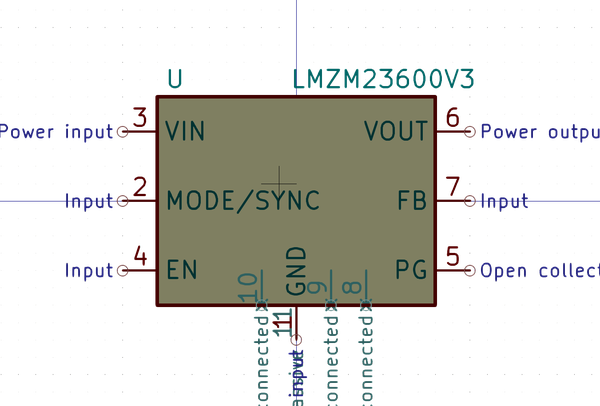 U LMZM23600V3
Power input 3 VIN VOUT 6 Power outpu
Input 2 MODE/SYNC FB 7 Input
Input 4 EN PG 5 Open collect
GND
10
9
8
connected
connected
connected
input